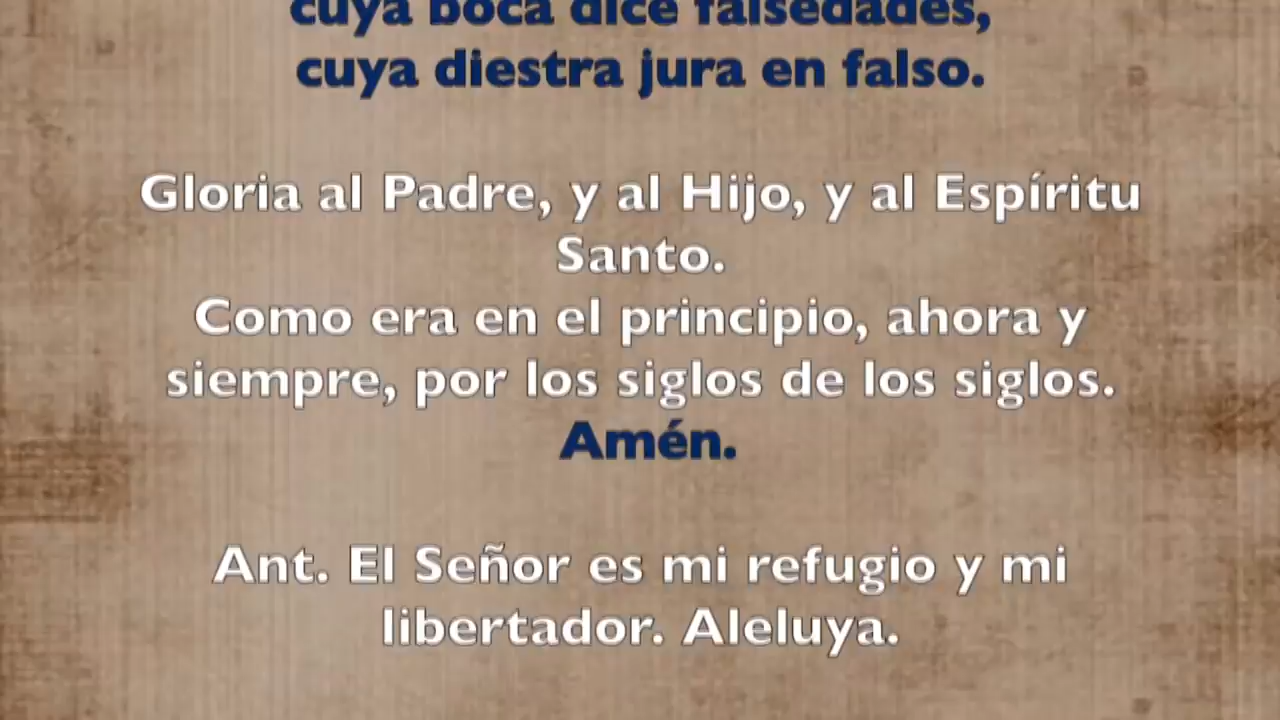 cuya boca dice falsedades,
cuya diestra jura en falso.
Gloria al Padre, y al Hijo, y al Espíritu
Santo.
Como era en el principio, ahora y
siempre, por los siglos de los siglos.
Amén.
Ant. El Señor es mi refugio y mi
libertador. Aleluya.